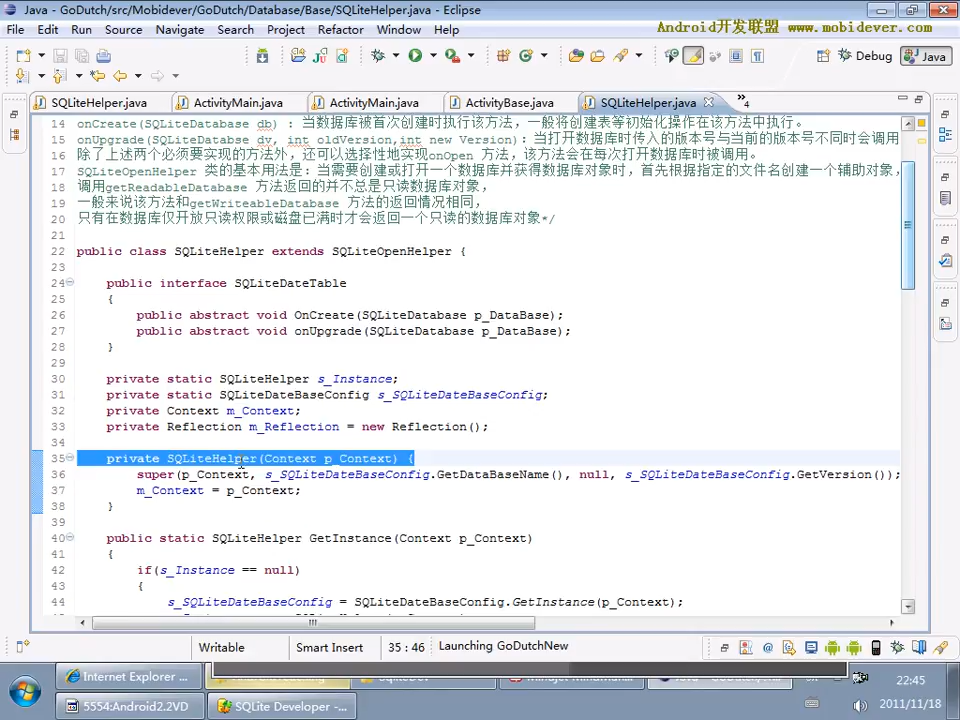 Java - GoDutch/src/Mobidever/GoDutch/Database/Base/SQLiteHelper.java - Eclipse
File Edit Run Source Navigate Search Project Refactor Window Help
Android开发联盟 www.mobidever.com
Debug Java
SQLiteHelper.java ActivityMain.java ActivityMain.java ActivityBase.java SQLiteHelper.java 4
14 onCreate(SQLiteDatabase db) : 当数据库被首次创建时执行该方法，一般将创建表等初始化操作在该方法中执行。
15 onUpgrade(SQLiteDatabse dv, int oldVersion,int new Version)：当打开数据库时传入的版本号与当前的版本号不同时会调用
16 除了上述两个必须要实现的方法外，还可以选择性地实现onOpen 方法，该方法会在每次打开数据库时被调用。
17 SQLiteOpenHelper 类的基本用法是：当需要创建或打开一个数据库并获得数据库对象时，首先根据指定的文件名创建一个辅助对象，
18 调用getReadableDatabase 方法返回的并不总是只读数据库对象，
19 一般来说该方法和getWriteableDatabase 方法的返回情况相同，
20 只有在数据库仅开放只读权限或磁盘已满时才会返回一个只读的数据库对象*/
21
22 public class SQLiteHelper extends SQLiteOpenHelper {
23
24 public interface SQLiteDateTable
25 {
26 public abstract void OnCreate(SQLiteDatabase p_DataBase);
27 public abstract void onUpgrade(SQLiteDatabase p_DataBase);
28 }
29
30 private static SQLiteHelper s_Instance;
31 private static SQLiteDateBaseConfig s_SQLiteDateBaseConfig;
32 private Context m_Context;
33 private Reflection m_Reflection = new Reflection();
34
35 private SQLiteHelper(Context p_Context) {
36 super(p_Context, s_SQLiteDateBaseConfig.GetDataBaseName(), null, s_SQLiteDateBaseConfig.GetVersion());
37 m_Context = p_Context;
38 }
39
40 public static SQLiteHelper GetInstance(Context p_Context)
41 {
42 if(s_Instance == null)
43 {
44 s_SQLiteDateBaseConfig = SQLiteDateBaseConfig.GetInstance(p_Context);
Writable Smart Insert 35 : 46 Launching GoDutchNew
Internet Explorer ...
22:45
5554:Android2.2VD SQLite Developer - ...
2011/11/18